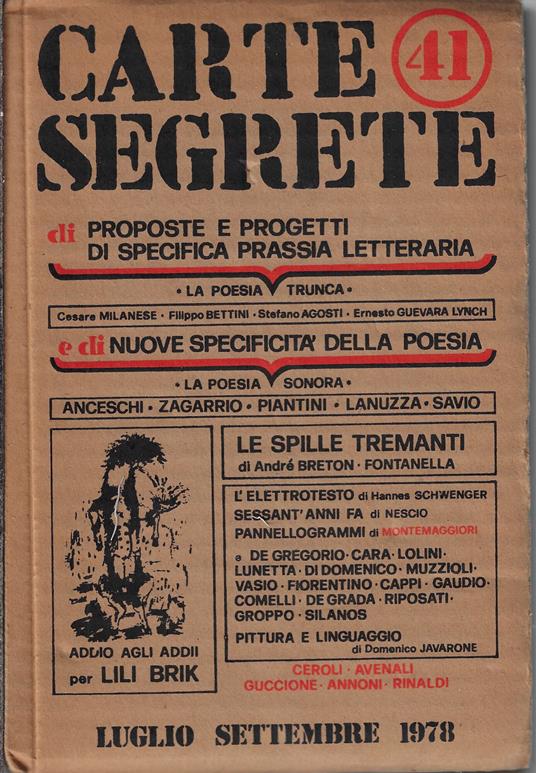 CARTE 41
SEGRETE
di PROPOSTE E PROGETTI
DI SPECIFICA PRASSIA LETTERARIA
• LA POESIA TRUNCA •
Cesare MILANESE • Filippo BETTINI • Stefano AGOSTI • Ernesto GUEVARA LYNCH
e di NUOVE SPECIFICITA' DELLA POESIA
• LA POESIA SONORA •
ANCESCHI • ZAGARRIO • PIANTINI • LANUZZA • SAVIO
ADDIO AGLI ADDII
per LILI BRIK
LE SPILLE TREMANTI
di André BRETON • FONTANELLA
L'ELETTROTESTO di Hannes SCHWENGER
SESSANT'ANNI FA di NESCIO
PANNELLOGRAMMI di MONTEMAGGIORI
e DE GREGORIO • CARA • LOLINI •
LUNETTA • DI DOMENICO • MUZZIOLI •
VASIO • FIORENTINO • CAPPI • GAUDIO •
COMELLI • DE GRADA • RIPOSATI •
GROPPO • SILANOS
PITTURA E LINGUAGGIO
di Domenico JAVARONE
CEROLI • AVENALI
GUCCIONE • ANNONI • RINALDI
LUGLIO SETTEMBRE 1978